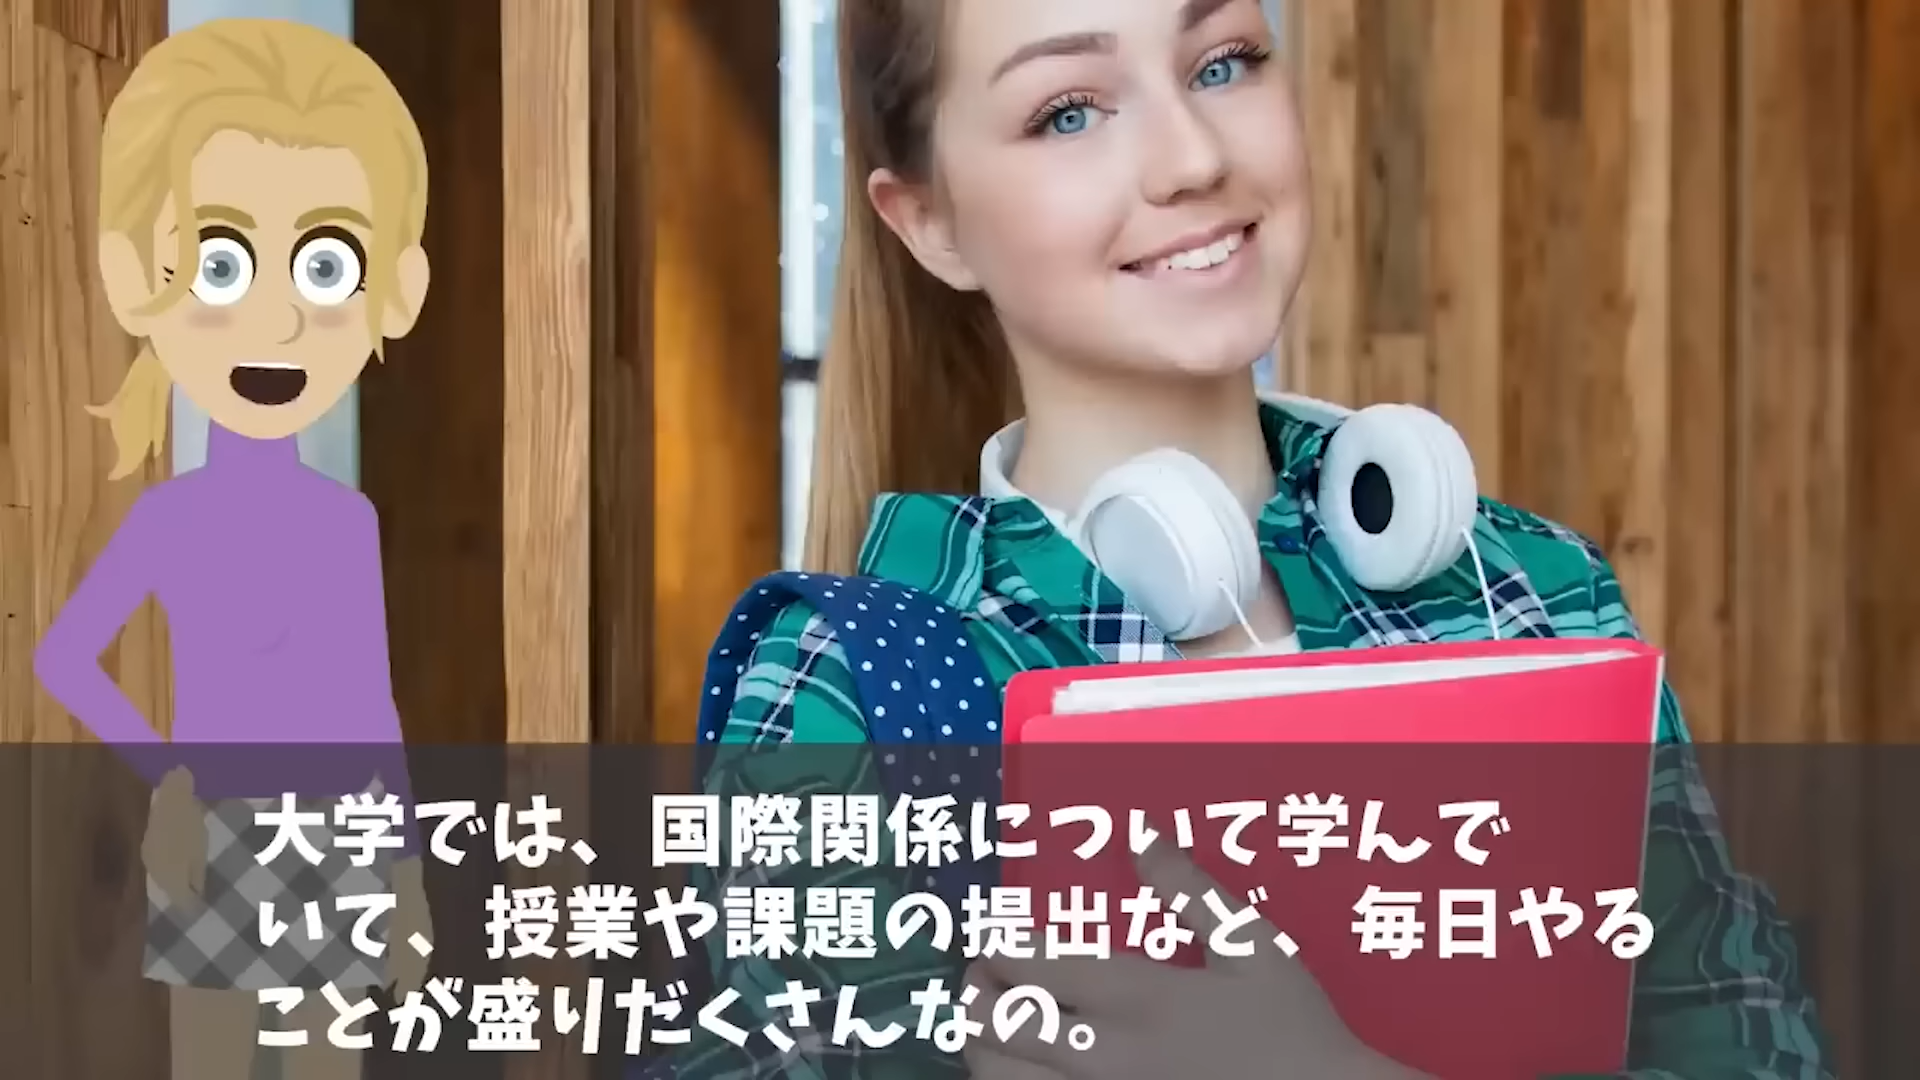 大学では、国際関係について学んで
いて、授業や課題の提出など、毎日やる
ことが盛りだくさんなの。